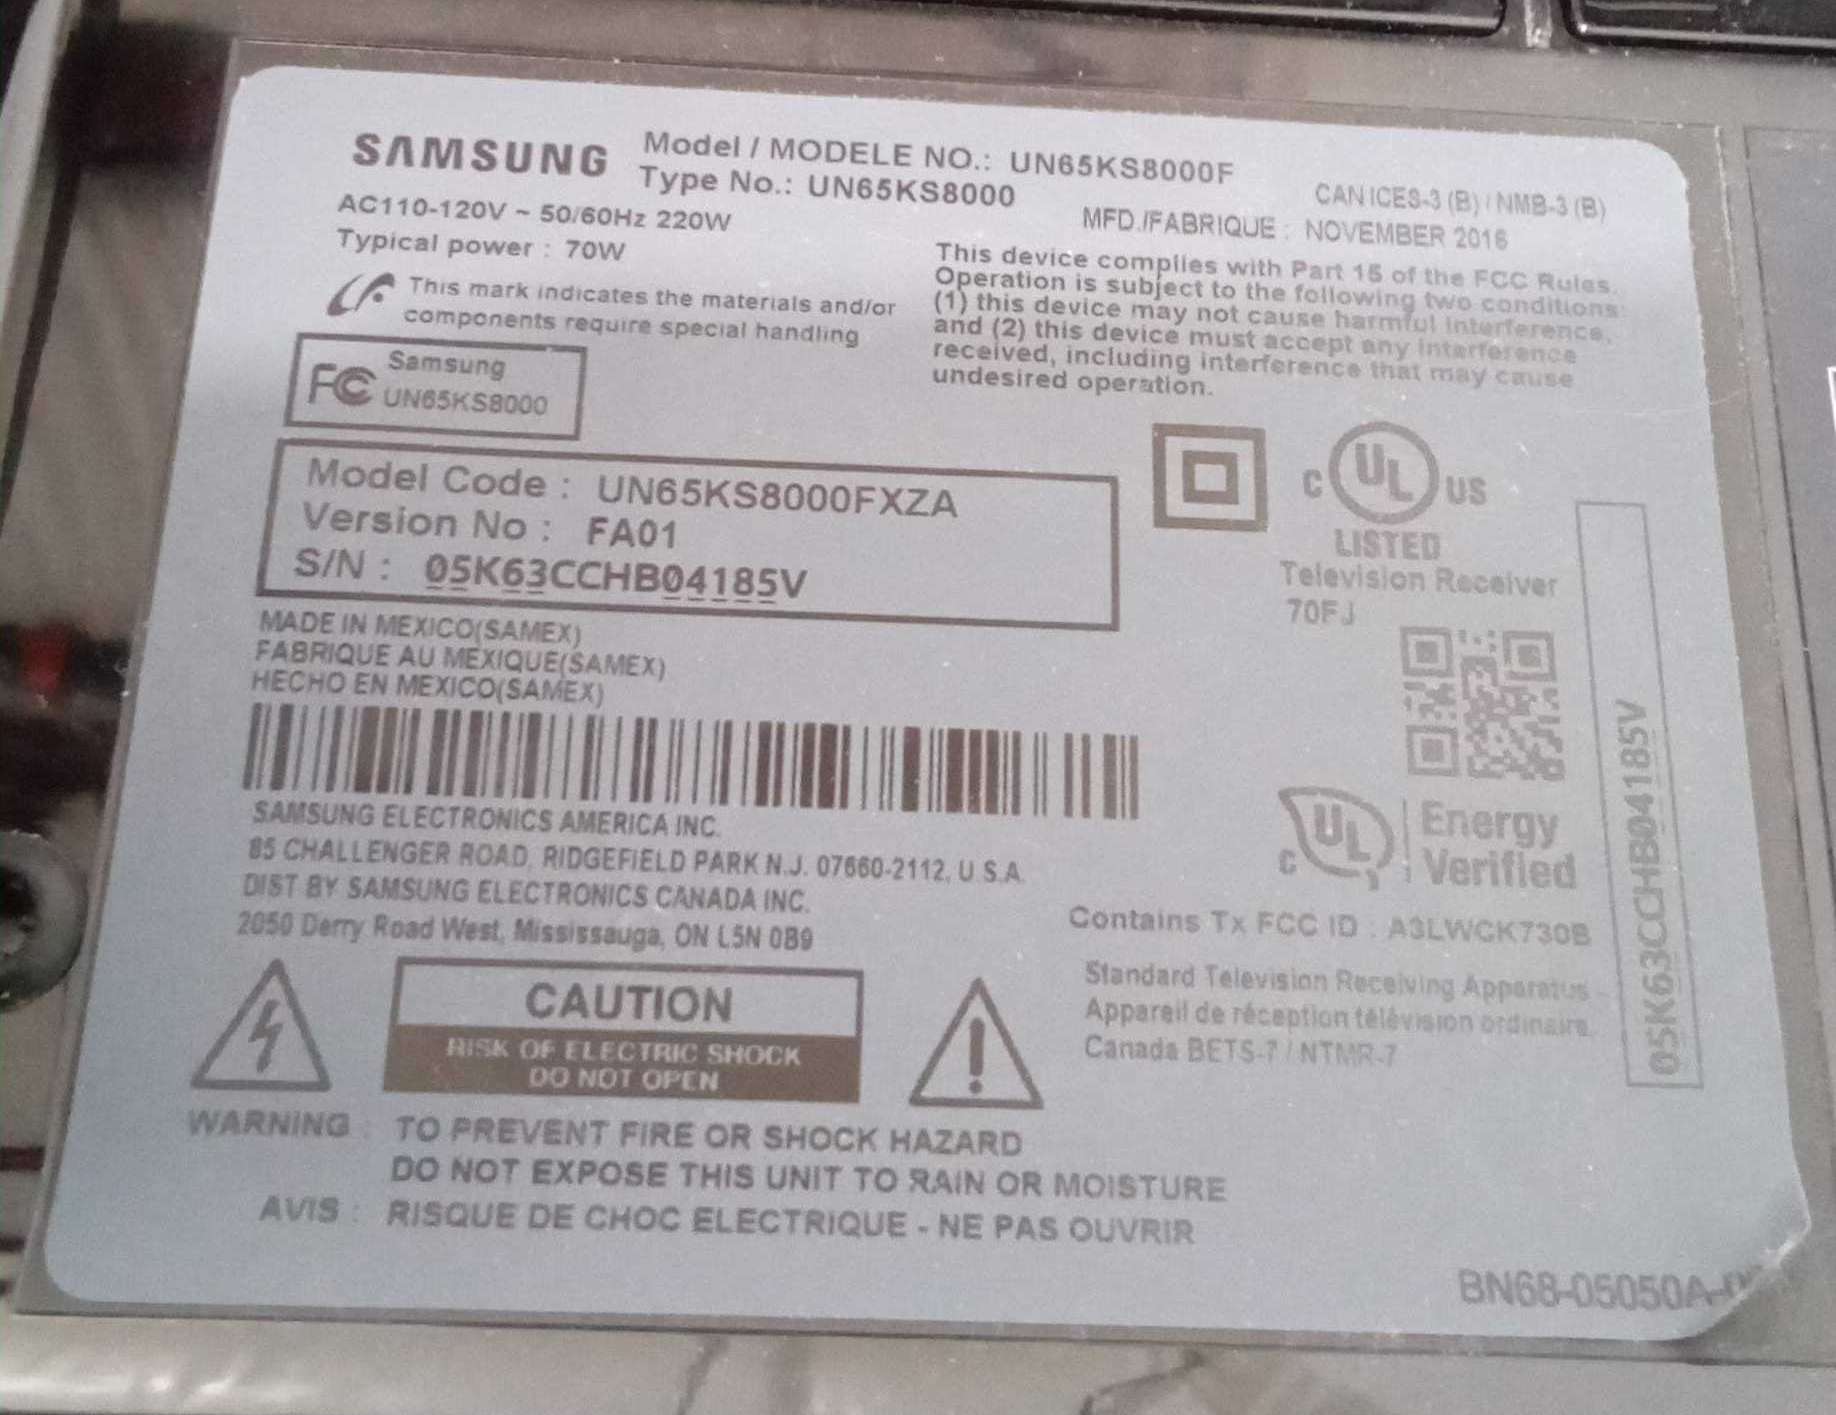 SAMSUNG
Model / MODELE NO.: UN65KS8000F
Type No.: UN65KS8000
CAN ICES-3 (B) / NMB-3 (B)
AC110-120V ~ 50/60Hz 220W
MFD./FABRIQUE : NOVEMBER 2016
Typical power : 70W
This device complies with Part 15 of the FCC Rules.
Operation is subject to the following two conditions:
(1) this device may not cause harmful interference,
and (2) this device must accept any interference
received, including interference that may cause
undesired operation.
This mark indicates the materials and/or
components require special handling
FC Samsung
UN65KS8000
Model Code : UN65KS8000FXZA
Version No : FA01
S/N : 05K63CCHB04185V
C UL US
LISTED
Television Receiver
70FJ
MADE IN MEXICO(SAMEX)
FABRIQUE AU MEXIQUE(SAMEX)
HECHO EN MEXICO(SAMEX)
SAMSUNG ELECTRONICS AMERICA INC.
85 CHALLENGER ROAD, RIDGEFIELD PARK N.J. 07660-2112, U.S.A.
DIST BY SAMSUNG ELECTRONICS CANADA INC.
2050 Derry Road West, Mississauga, ON L5N 0B9
C UL Energy
Verified
05K63CCHB04185V
Contains Tx FCC ID : A3LWCK730B
Standard Television Receiving Apparatus -
Appareil de réception télévision ordinaire,
Canada BETS-7 / NTMR-7
CAUTION
RISK OF ELECTRIC SHOCK
DO NOT OPEN
WARNING : TO PREVENT FIRE OR SHOCK HAZARD
DO NOT EXPOSE THIS UNIT TO RAIN OR MOISTURE
AVIS : RISQUE DE CHOC ELECTRIQUE - NE PAS OUVRIR